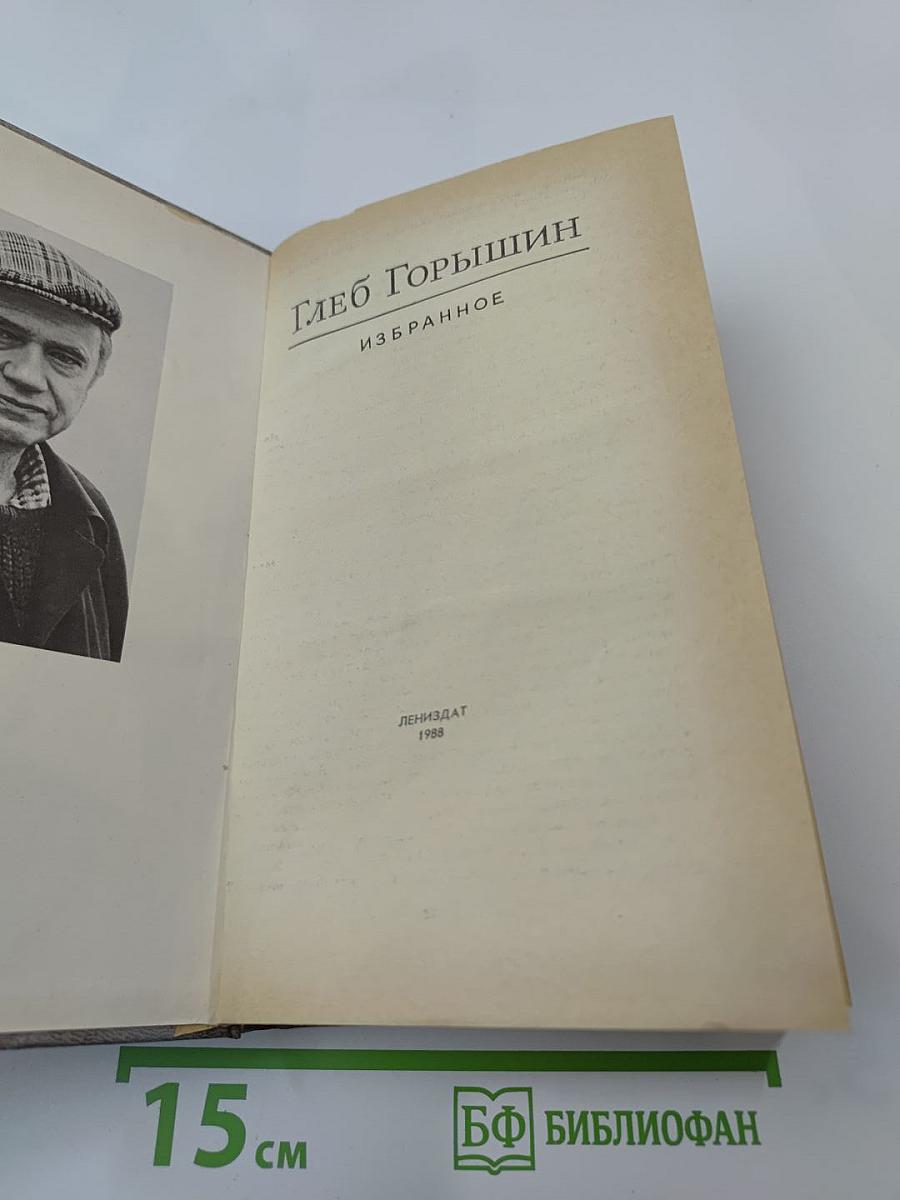 Глеб Горышин
ИЗБРАННОЕ
ЛЕНИЗДАТ
1988
15 см
БФ БИБЛИОФАН